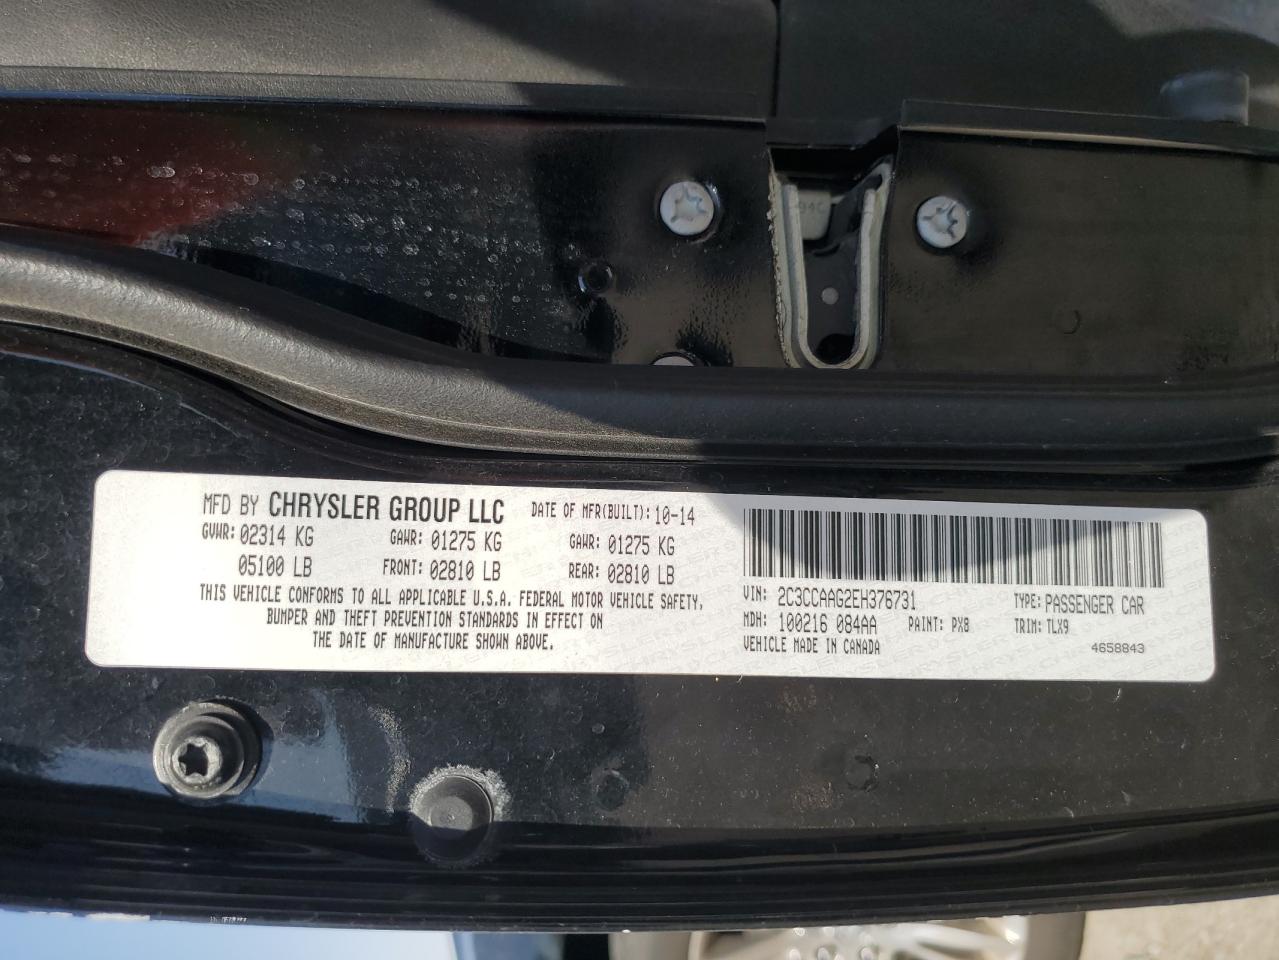 94C
MFD BY CHRYSLER GROUP LLC DATE OF MFR(BUILT): 10-14
GVWR: 02314 KG GAWR: 01275 KG GAWR: 01275 KG
05100 LB FRONT: 02810 LB REAR: 02810 LB
THIS VEHICLE CONFORMS TO ALL APPLICABLE U.S.A. FEDERAL MOTOR VEHICLE SAFETY,
BUMPER AND THEFT PREVENTION STANDARDS IN EFFECT ON
THE DATE OF MANUFACTURE SHOWN ABOVE.
VIN: 2C3CCAAG2EH376731 TYPE: PASSENGER CAR
MDH: 100216 084AA PAINT: PX8 TRIM: TLX9
VEHICLE MADE IN CANADA 4658843